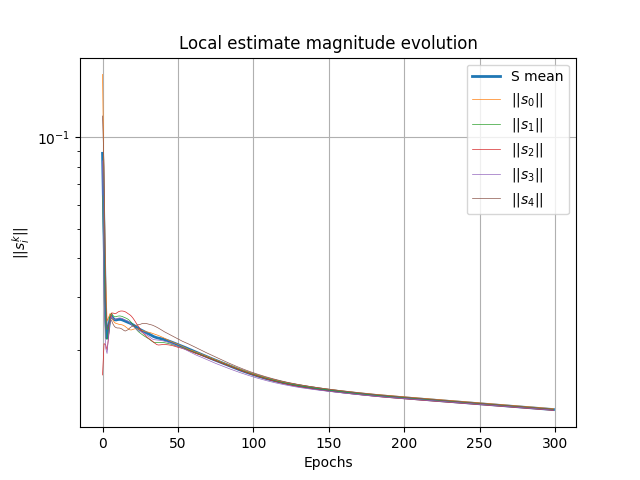 Local estimate magnitude evolution
S mean
||s₀||
||s₁||
||s₂||
||s₃||
||s₄||
10⁻¹
||sᵢᵏ||
0 50 100 150 200 250 300
Epochs